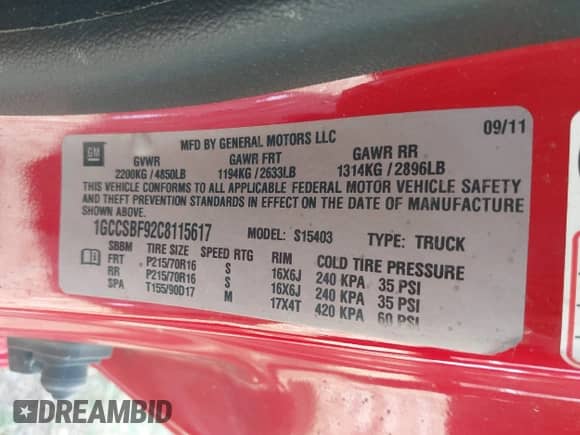 09/11
MFD BY GENERAL MOTORS LLC
GM
GVWR GAWR FRT GAWR RR
2200KG / 4850LB 1194KG / 2633LB 1314KG / 2896LB
THIS VEHICLE CONFORMS TO ALL APPLICABLE FEDERAL MOTOR VEHICLE SAFETY
AND THEFT PREVENTION STANDARDS IN EFFECT ON THE DATE OF MANUFACTURE
SHOWN ABOVE.
1GCCSBF92C8115617 MODEL: S15403 TYPE: TRUCK
SBBM TIRE SIZE SPEED RTG RIM COLD TIRE PRESSURE
FRT P215/70R16 S 16X6J 240 KPA 35 PSI
RR P215/70R16 S 16X6J 240 KPA 35 PSI
SPA T155/90D17 M 17X4T 420 KPA 60 PSI
DREAMBID